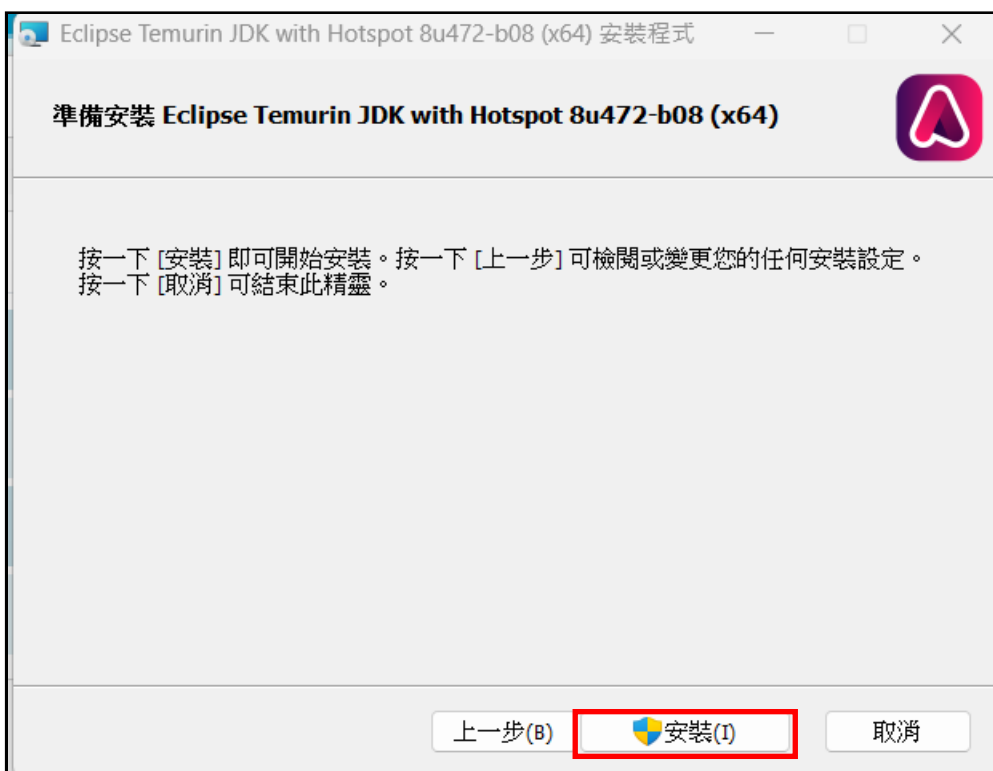 Eclipse Temurin JDK with Hotspot 8u472-b08 (x64) 安裝程式
準備安裝 Eclipse Temurin JDK with Hotspot 8u472-b08 (x64)
按一下 [安裝] 即可開始安裝。按一下 [上一步] 可檢閱或變更您的任何安裝設定。
按一下 [取消] 可結束此精靈。
上一步(B) 安裝(I) 取消